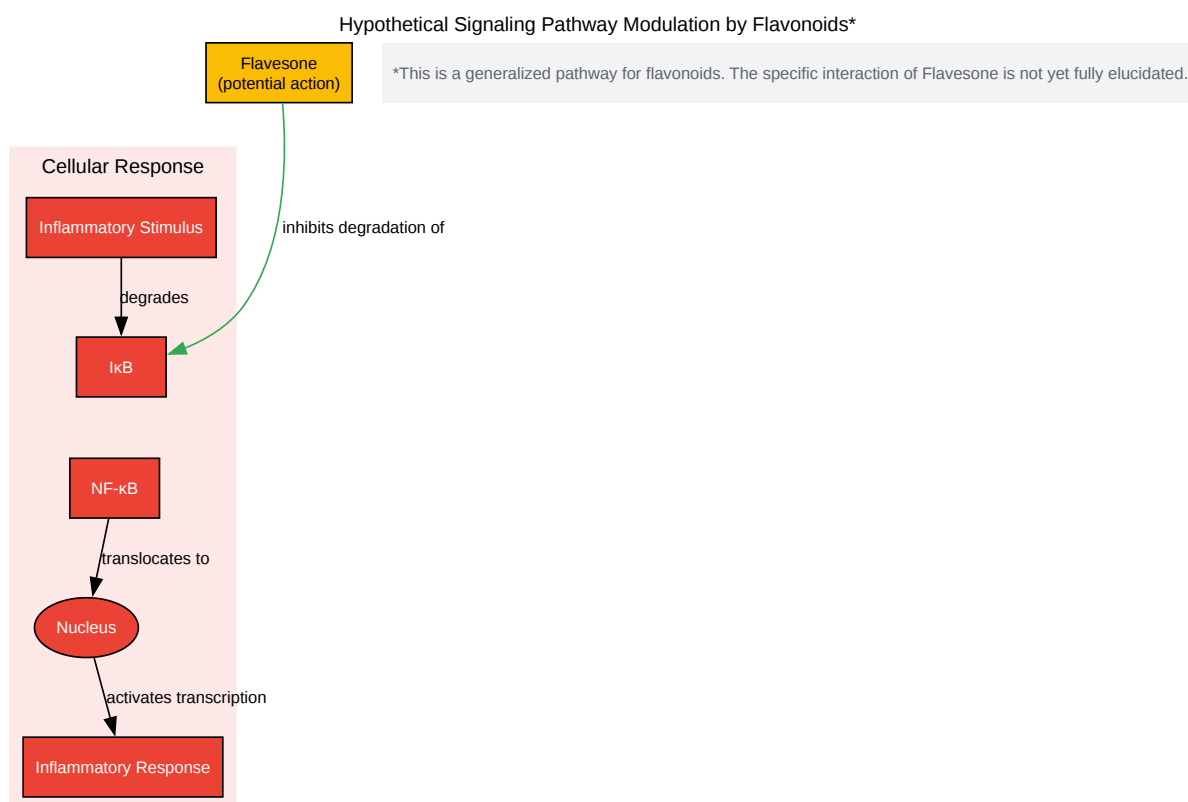 Hypothetical Signaling Pathway Modulation by Flavonoids*
Flavesone
(potential action)
*This is a generalized pathway for flavonoids. The specific interaction of Flavesone is not yet fully elucidated.
Cellular Response
Inflammatory Stimulus
inhibits degradation of
degrades
IκB
NF-κB
translocates to
Nucleus
activates transcription
Inflammatory Response